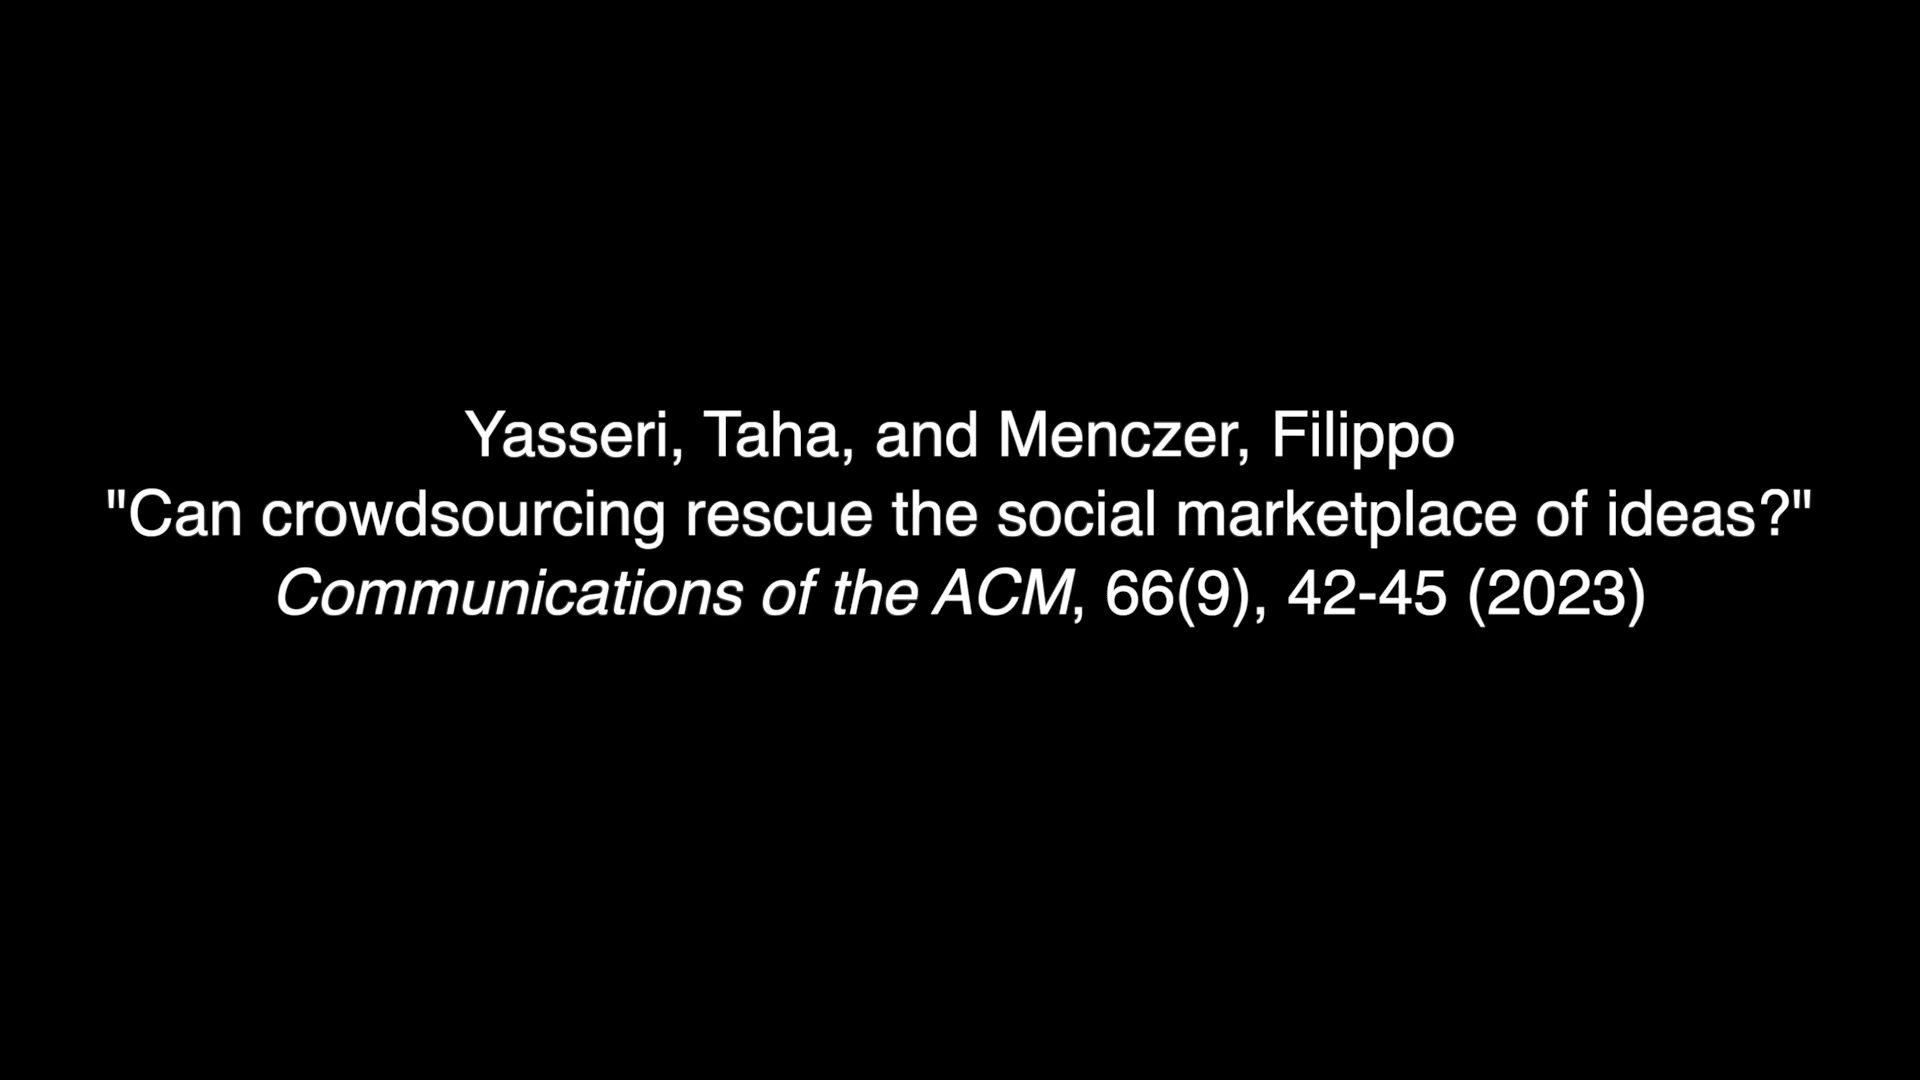 Yasseri, Taha, and Menczer, Filippo
"Can crowdsourcing rescue the social marketplace of ideas?"
Communications of the ACM, 66(9), 42-45 (2023)